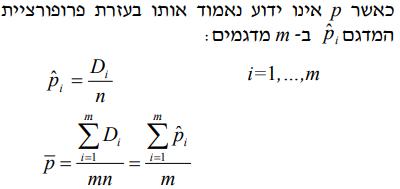 כאשר p אינו ידוע נאמוד אותו בעזרת פרופורציית
המדגם p̂ᵢ ב- m מדגמים:
p̂ᵢ = Dᵢ / n    i=1,...,m
p̄ = ∑ᵢ₌₁ᵐ Dᵢ / mn = ∑ᵢ₌₁ᵐ p̂ᵢ / m